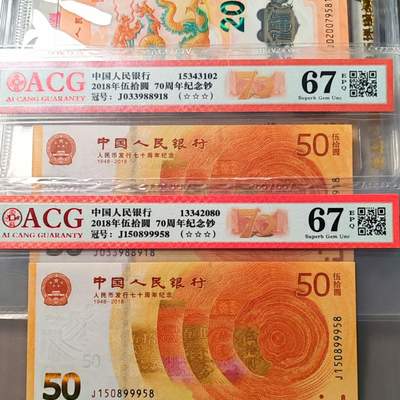 20
J02007958
ACG
AI CANG GUARANTY
中国人民银行 15343102
2018年伍拾圆 70周年纪念钞
冠号: J033988918 (☆☆☆)
70
67 EPQ
Superb Gem Unc
中国人民银行
人民币发行七十周年纪念
1948-2018
50 伍拾圆
ACG
AI CANG GUARANTY
中国人民银行 13342080
2018年伍拾圆 70周年纪念钞
冠号: J150899958 (☆☆☆)
70
67 EPQ
Superb Gem Unc
50 J033988918
中国人民银行
人民币发行七十周年纪念
1948-2018
50 伍拾圆
50
J150899958
J150899958